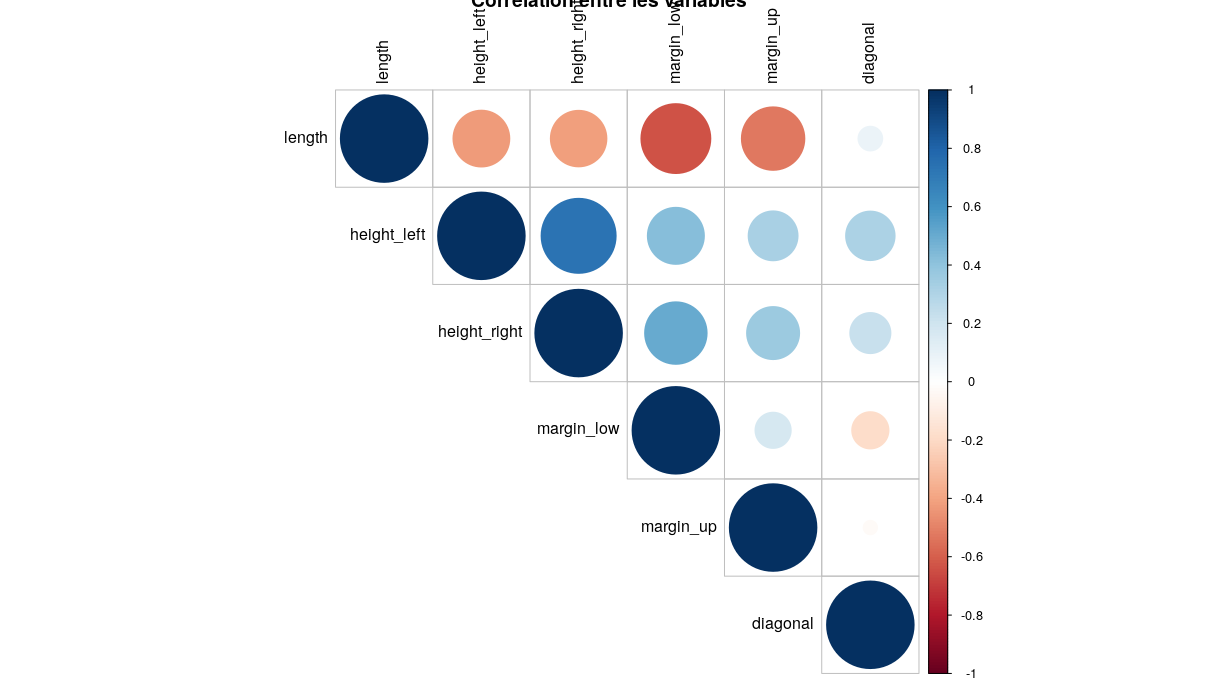 Corrélation entre les variables
length
height_left
height_right
margin_low
margin_up
diagonal
length
height_left
height_right
margin_low
margin_up
diagonal
1
0.8
0.6
0.4
0.2
0
-0.2
-0.4
-0.6
-0.8
-1